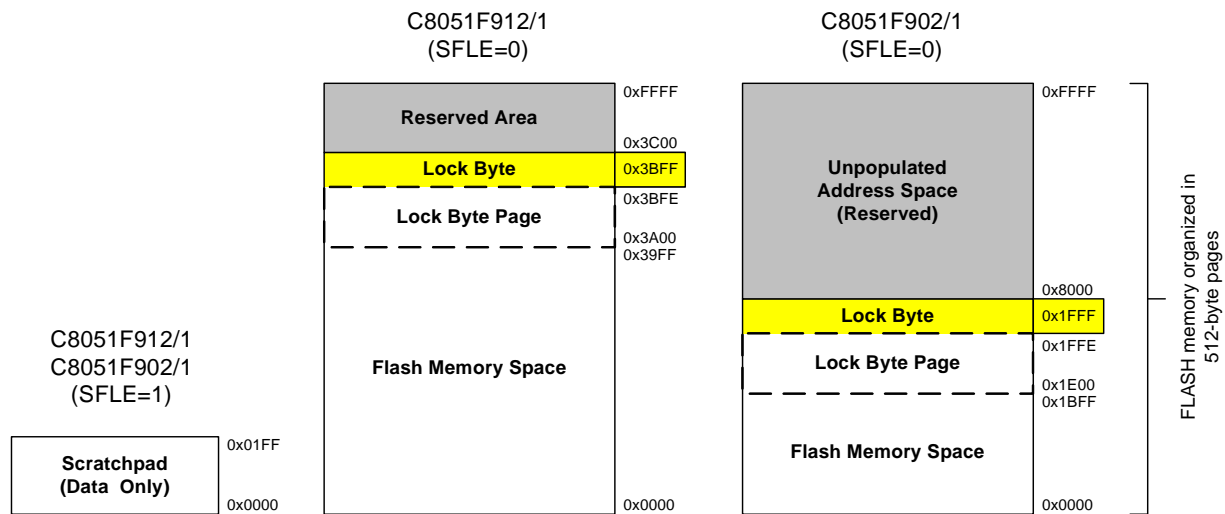 C8051F912/1
(SFLE=0)
0xFFFF
Reserved Area
0x3C00
Lock Byte
0x3BFF
0x3BFE
Lock Byte Page
0x3A00
0x39FF
Flash Memory Space
0x0000
C8051F902/1
(SFLE=0)
0xFFFF
Unpopulated
Address Space
(Reserved)
0x8000
Lock Byte
0x1FFF
0x1FFE
Lock Byte Page
0x1E00
0x1BFF
Flash Memory Space
0x0000
FLASH memory organized in
512-byte pages
C8051F912/1
C8051F902/1
(SFLE=1)
0x01FF
Scratchpad
(Data Only)
0x0000